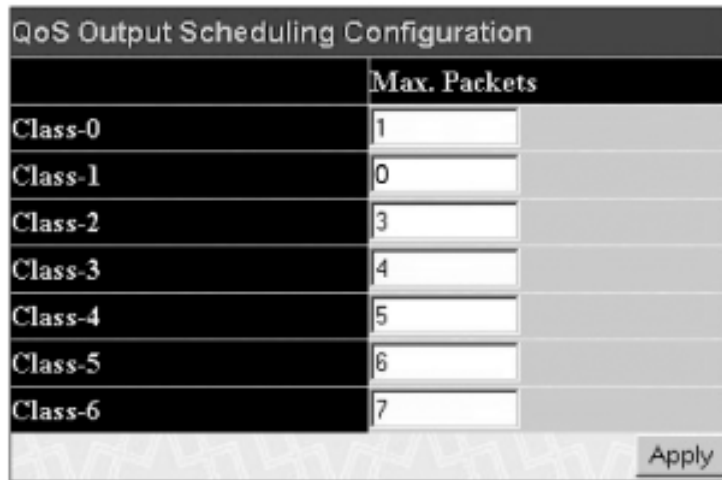 QoS Output Scheduling Configuration
Max. Packets
Class-0 1
Class-1 0
Class-2 3
Class-3 4
Class-4 5
Class-5 6
Class-6 7
Apply